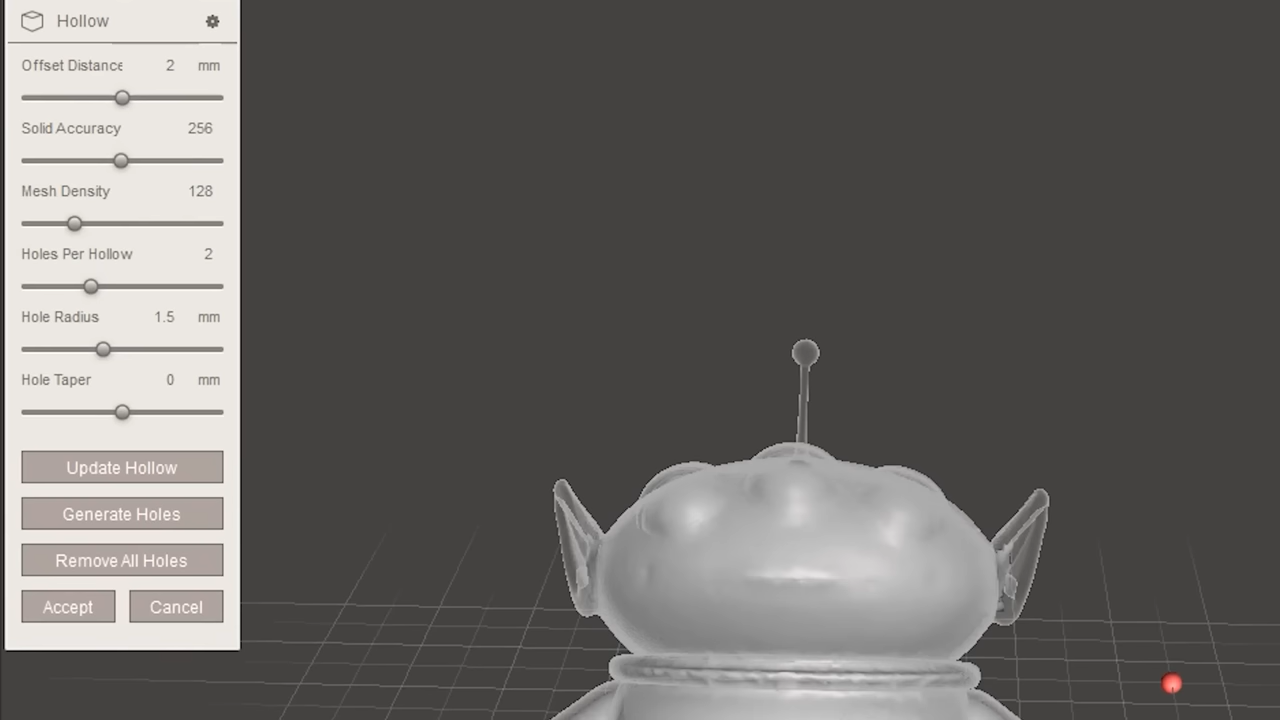 Hollow
Offset Distance 2 mm
Solid Accuracy 256
Mesh Density 128
Holes Per Hollow 2
Hole Radius 1.5 mm
Hole Taper 0 mm
Update Hollow
Generate Holes
Remove All Holes
Accept Cancel